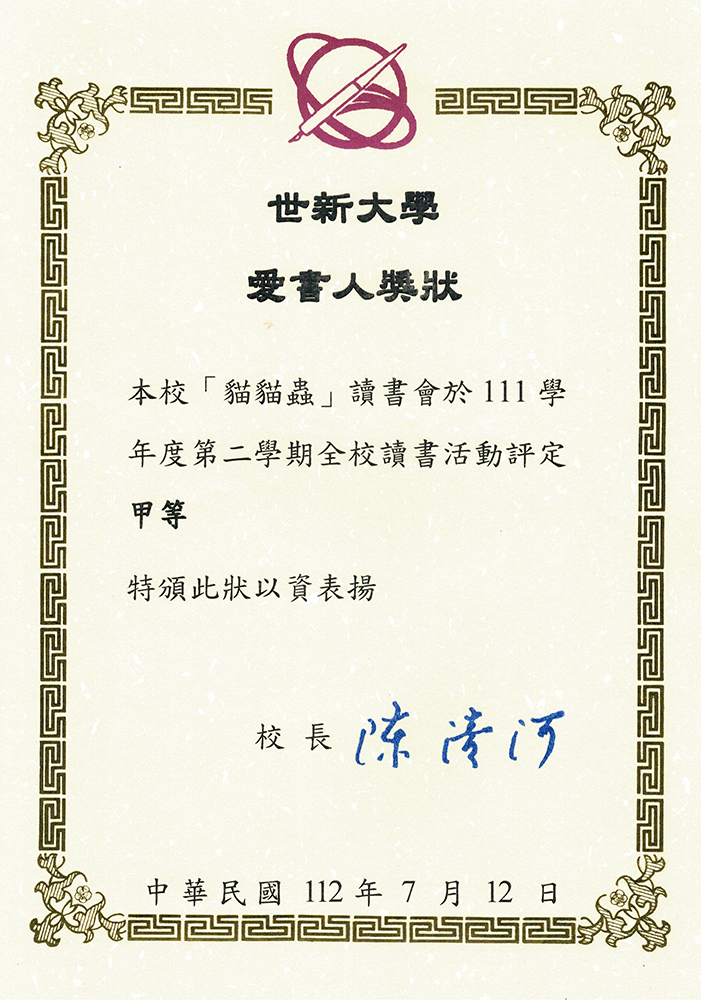 世新大學
愛書人獎狀
本校「貓貓蟲」讀書會於 111 學
年度第二學期全校讀書活動評定
甲等
特頒此狀以資表揚
校長 陳清河
中華民國 112 年 7 月 12 日